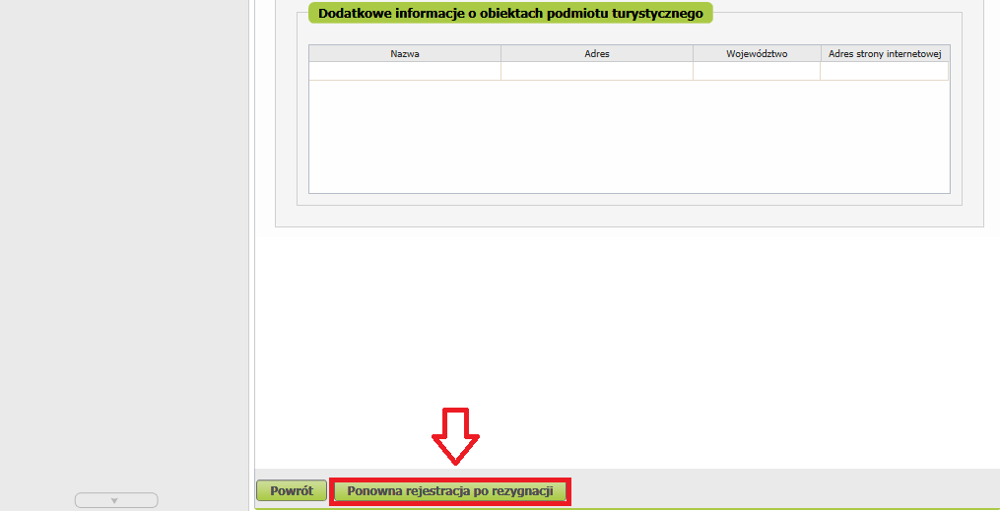 Dodatkowe informacje o obiektach podmiotu turystycznego
Nazwa Adres Województwo Adres strony internetowej
Powrót Ponowna rejestracja po rezygnacji